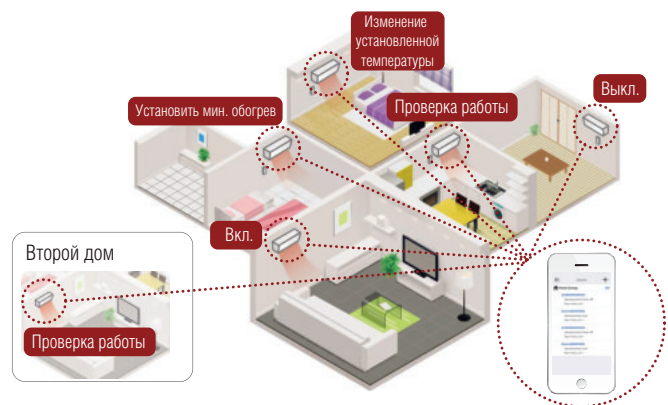 Изменение
установленной
температуры
Выкл.
Установить мин. обогрев
Проверка работы
Вкл.
Второй дом
Проверка работы